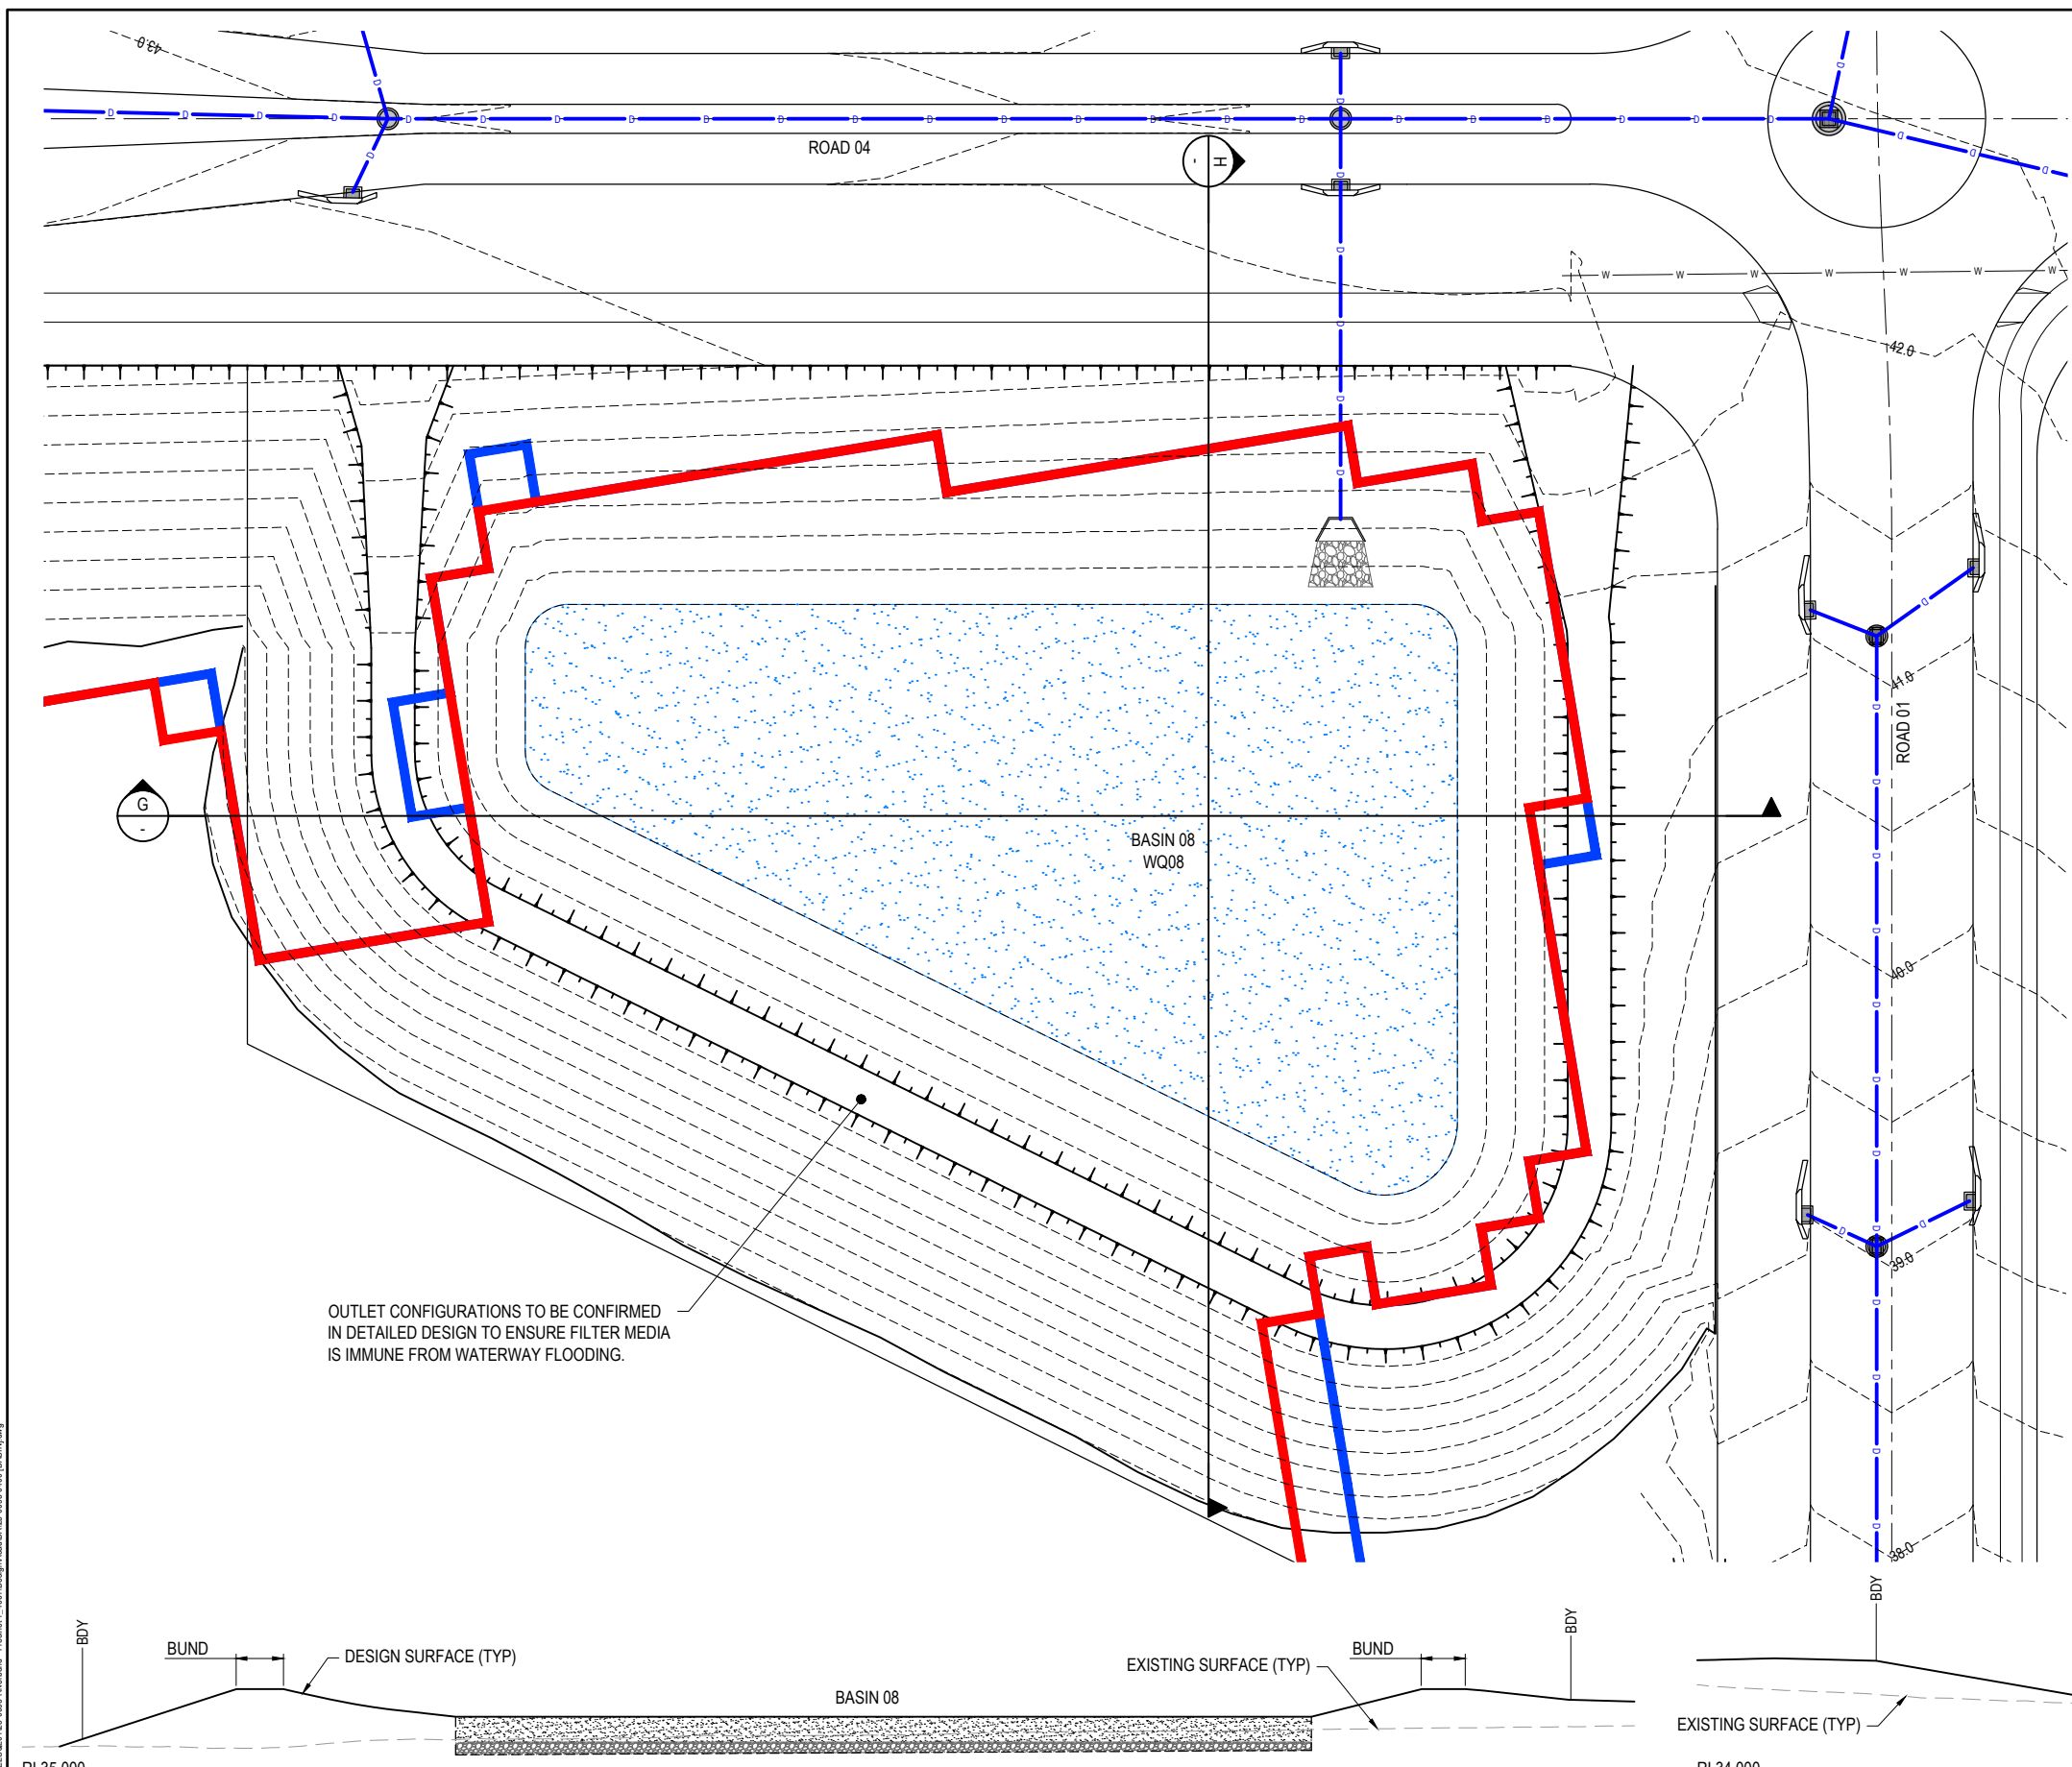 43.0
ROAD 04
H
-
W W W W W W W
42.0
41.0
ROAD 01
G
-
BASIN 08
WQ08
40.0
39.0
OUTLET CONFIGURATIONS TO BE CONFIRMED
IN DETAILED DESIGN TO ENSURE FILTER MEDIA
IS IMMUNE FROM WATERWAY FLOODING.
38.0
BDY
BUND
DESIGN SURFACE (TYP)
BASIN 08
EXISTING SURFACE (TYP)
BUND
BDY
BDY
EXISTING SURFACE (TYP)